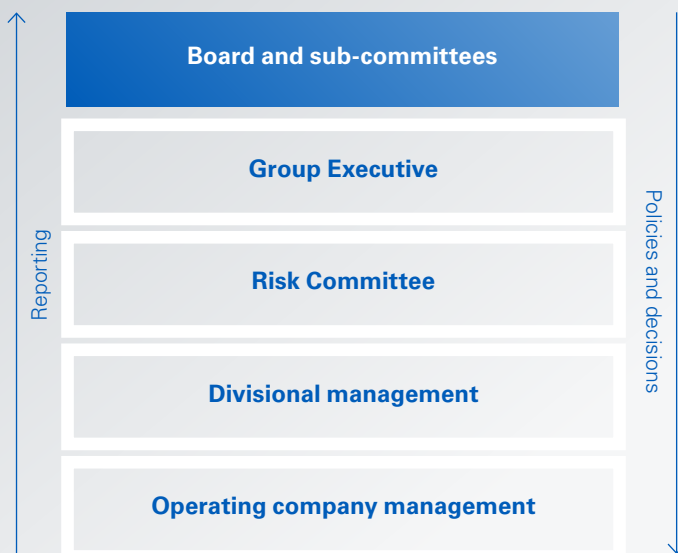 Board and sub-committees
Group Executive
Risk Committee
Divisional management
Operating company management
Reporting
Policies and decisions